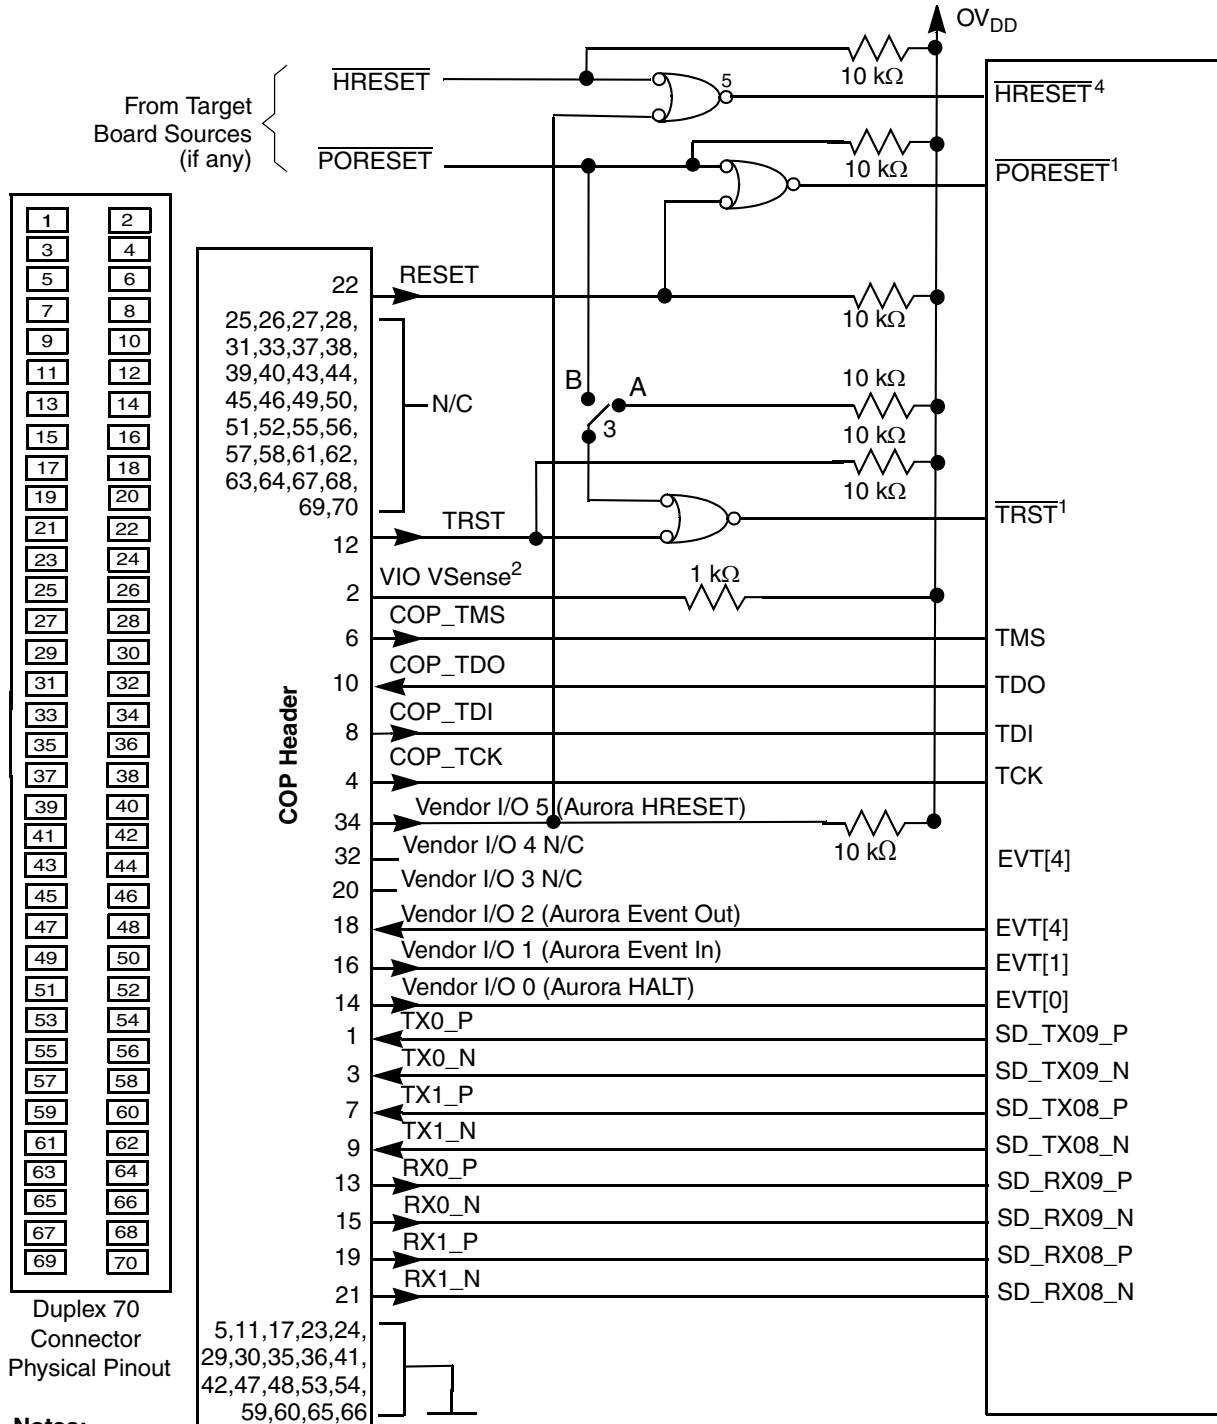 OVDD
HRESET
10 kΩ
5
HRESET4
From Target
Board Sources
(if any)
PORESET
10 kΩ
PORESET1
1 2
3 4
5 6
7 8
9 10
11 12
13 14
15 16
17 18
19 20
21 22
23 24
25 26
27 28
29 30
31 32
33 34
35 36
37 38
39 40
41 42
43 44
45 46
47 48
49 50
51 52
53 54
55 56
57 58
59 60
61 62
63 64
65 66
67 68
69 70
Duplex 70
Connector
Physical Pinout
Notes:
COP Header
22 RESET
10 kΩ
25,26,27,28,
31,33,37,38,
39,40,43,44,
45,46,49,50,
51,52,55,56,
57,58,61,62,
63,64,67,68,
69,70
N/C
B A
3
10 kΩ
10 kΩ
10 kΩ
12 TRST
TRST1
2 VIO VSense2 1 kΩ
6 COP_TMS TMS
10 COP_TDO TDO
8 COP_TDI TDI
4 COP_TCK TCK
34 Vendor I/O 5 (Aurora HRESET)
10 kΩ
32 Vendor I/O 4 N/C EVT[4]
20 Vendor I/O 3 N/C
18 Vendor I/O 2 (Aurora Event Out) EVT[4]
16 Vendor I/O 1 (Aurora Event In) EVT[1]
14 Vendor I/O 0 (Aurora HALT) EVT[0]
1 TX0_P SD_TX09_P
3 TX0_N SD_TX09_N
7 TX1_P SD_TX08_P
9 TX1_N SD_TX08_N
13 RX0_P SD_RX09_P
15 RX0_N SD_RX09_N
19 RX1_P SD_RX08_P
21 RX1_N SD_RX08_N
5,11,17,23,24,
29,30,35,36,41,
42,47,48,53,54,
59,60,65,66